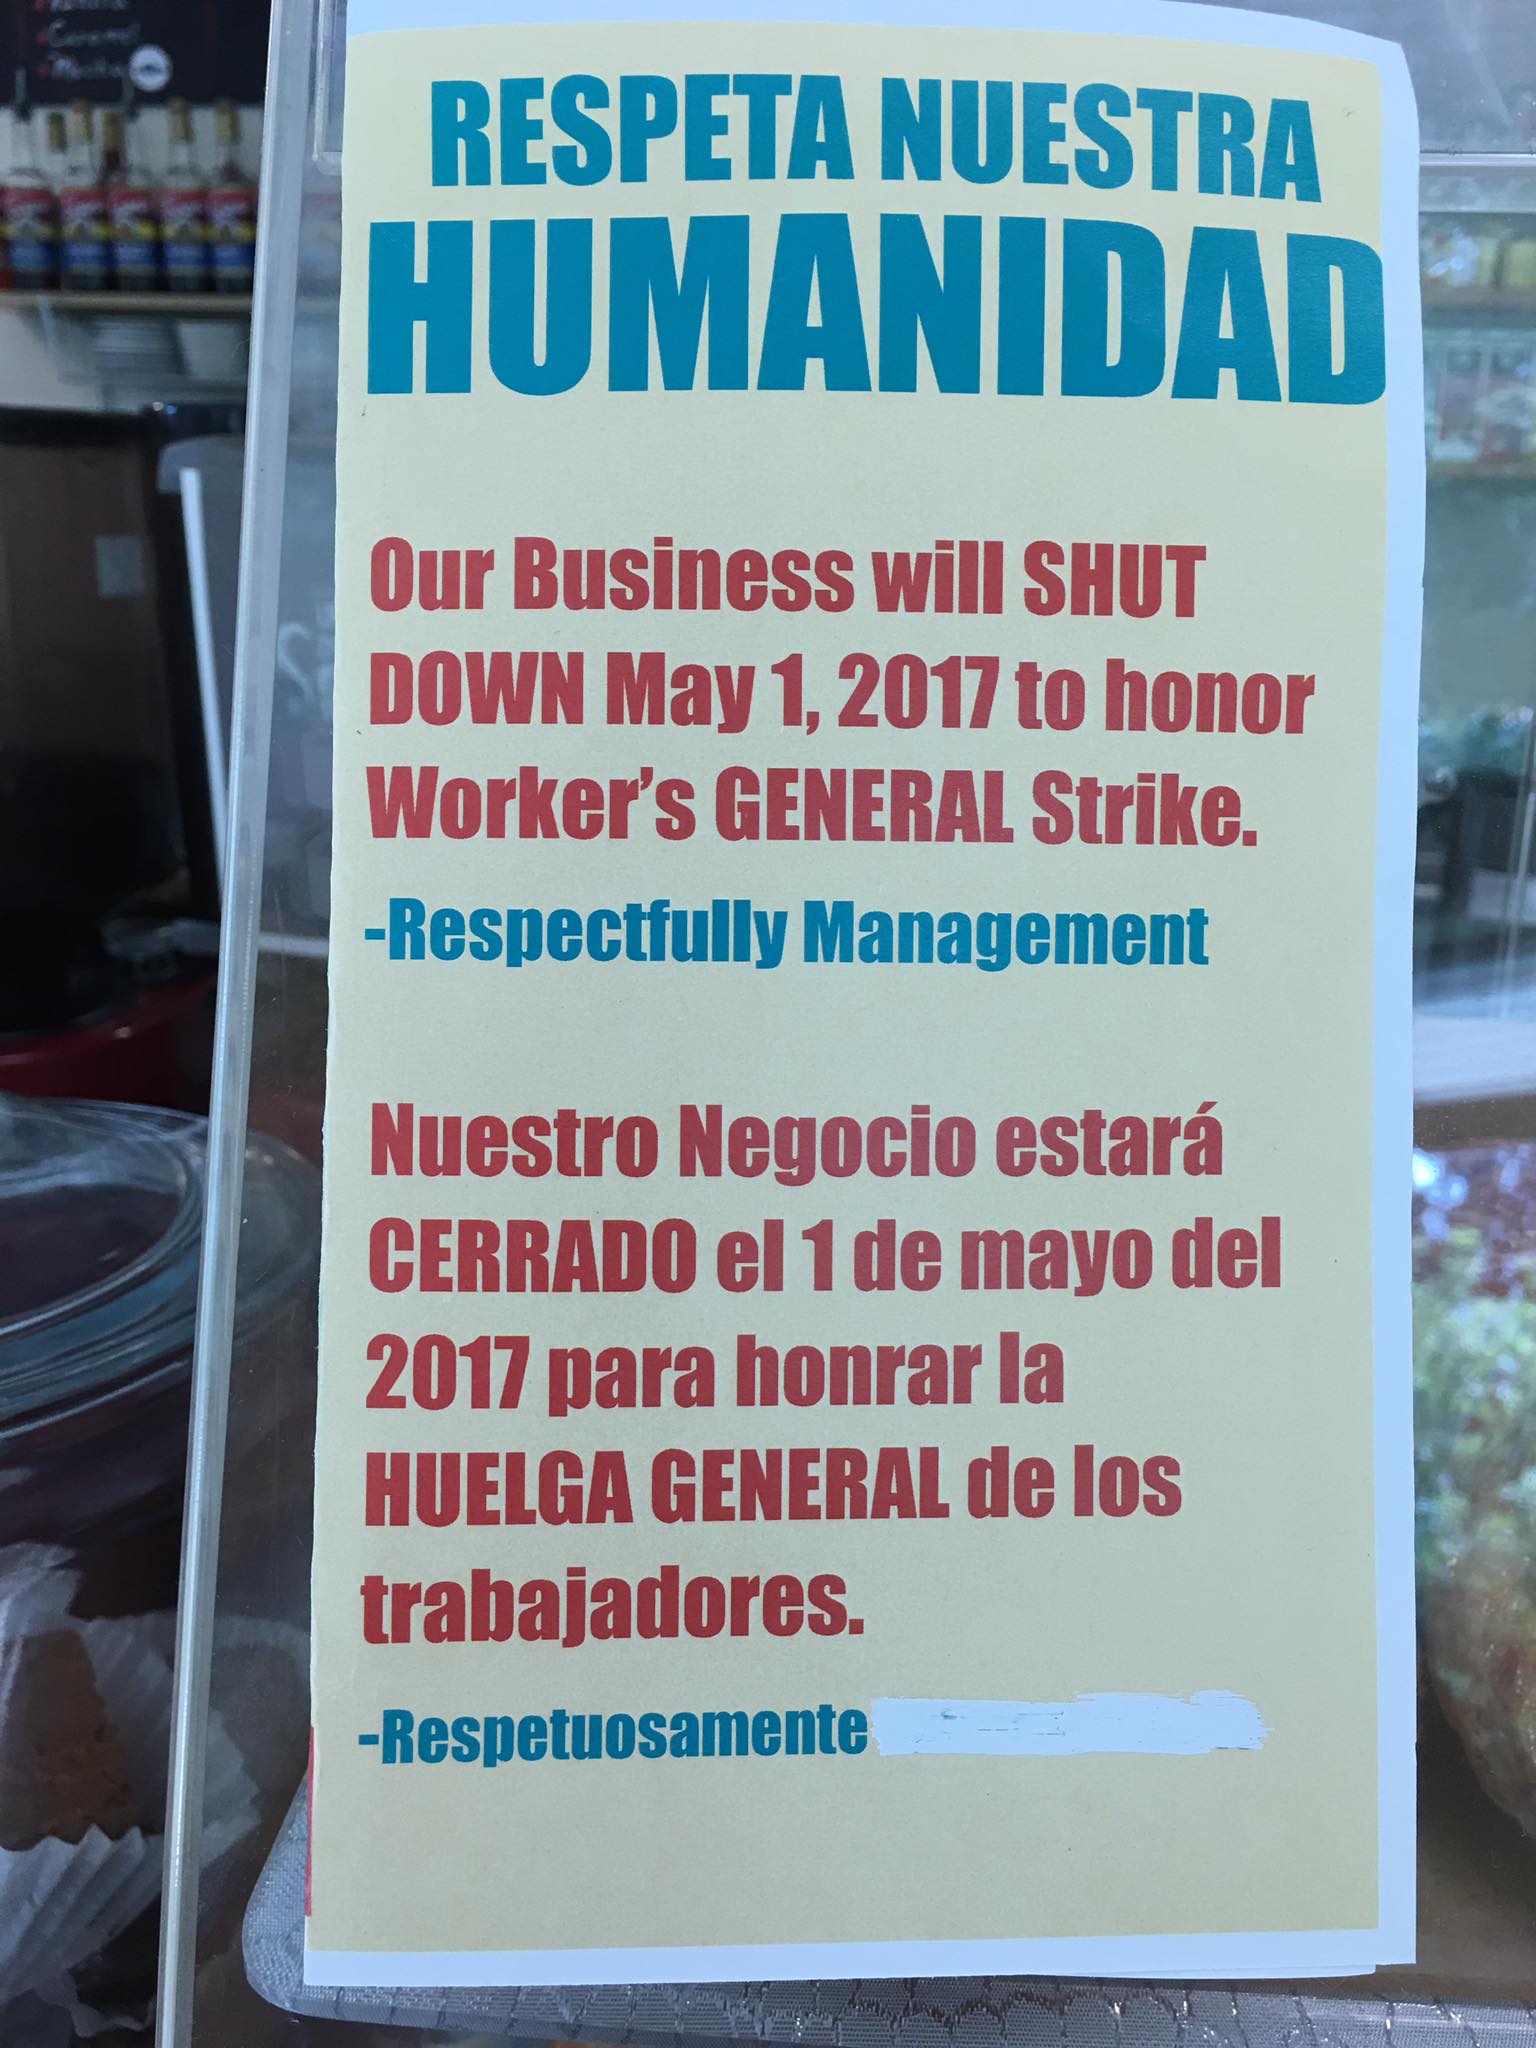 Caramel
RESPETA NUESTRA
HUMANIDAD
Our Business will SHUT
DOWN May 1, 2017 to honor
Worker's GENERAL Strike.
-Respectfully Management
Nuestro Negocio estará
CERRADO el 1 de mayo del
2017 para honrar la
HUELGA GENERAL de los
trabajadores.
-Respetuosamente